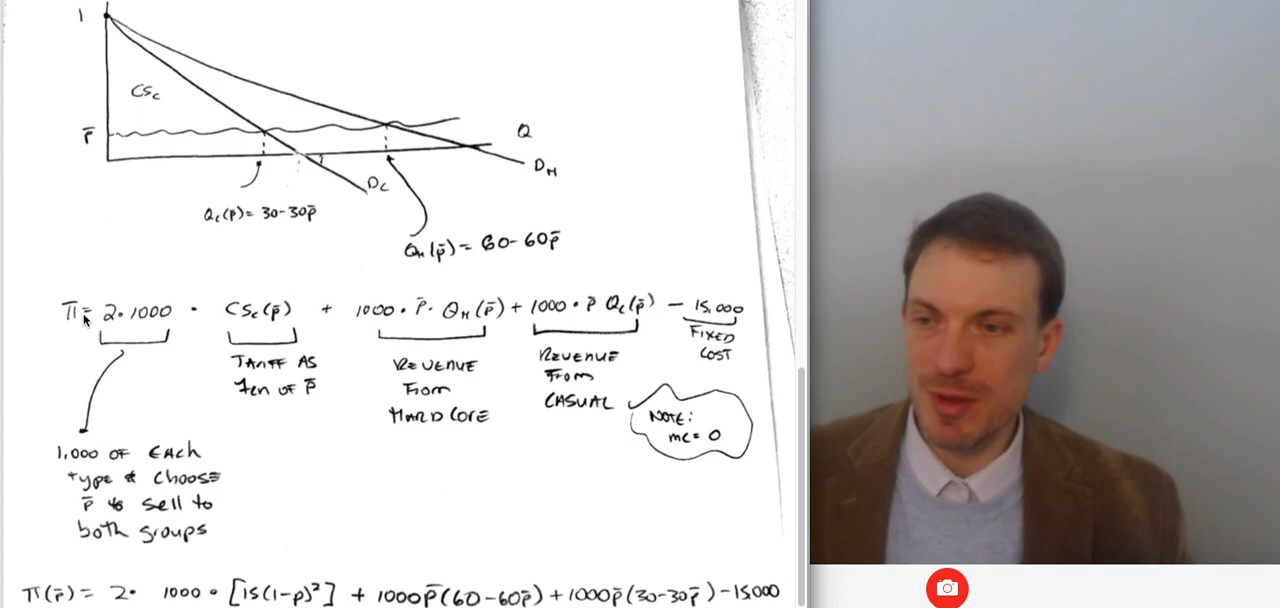 1
CSc
P̄
Q
DH
Dc
Qc(p̄) = 30-30p̄
QH(p̄) = 60-60p̄
Π = 2·1000 · CSc(p̄) + 1000 · P̄ · QH(p̄) + 1000 · p̄ Qc(p̄) - 15,000
TARIFF AS
fcn OF P̄
REVENUE
From
HARDCORE
REVENUE
From
CASUAL
FIXED
COST
NOTE:
mc = 0
1,000 OF EACH
type & choose
p̄ to sell to
both groups
Π(p̄) = 2· 1000 · [15(1-p)²] + 1000p̄(60-60p̄) + 1000p̄(30-30p̄) - 15000